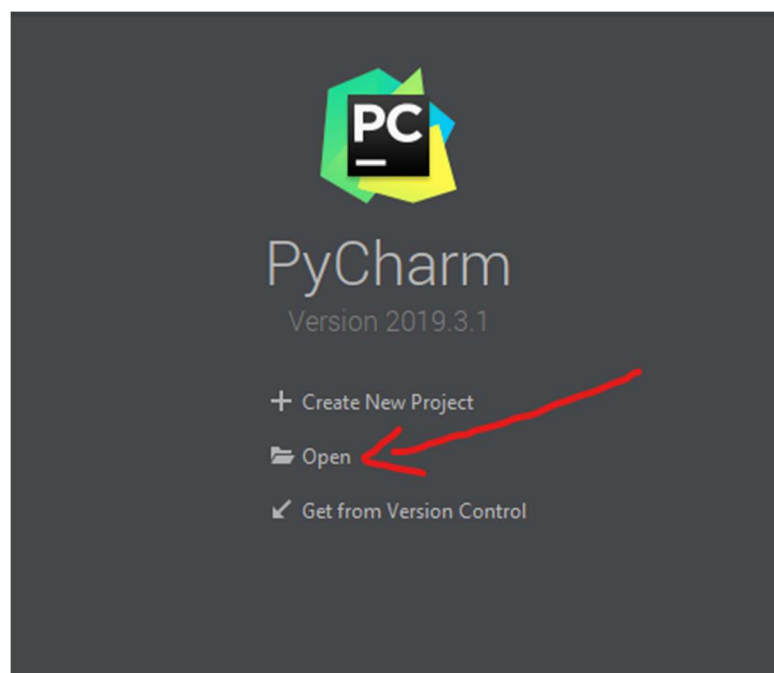 PC
PyCharm
Version 2019.3.1
Create New Project
Open
Get from Version Control